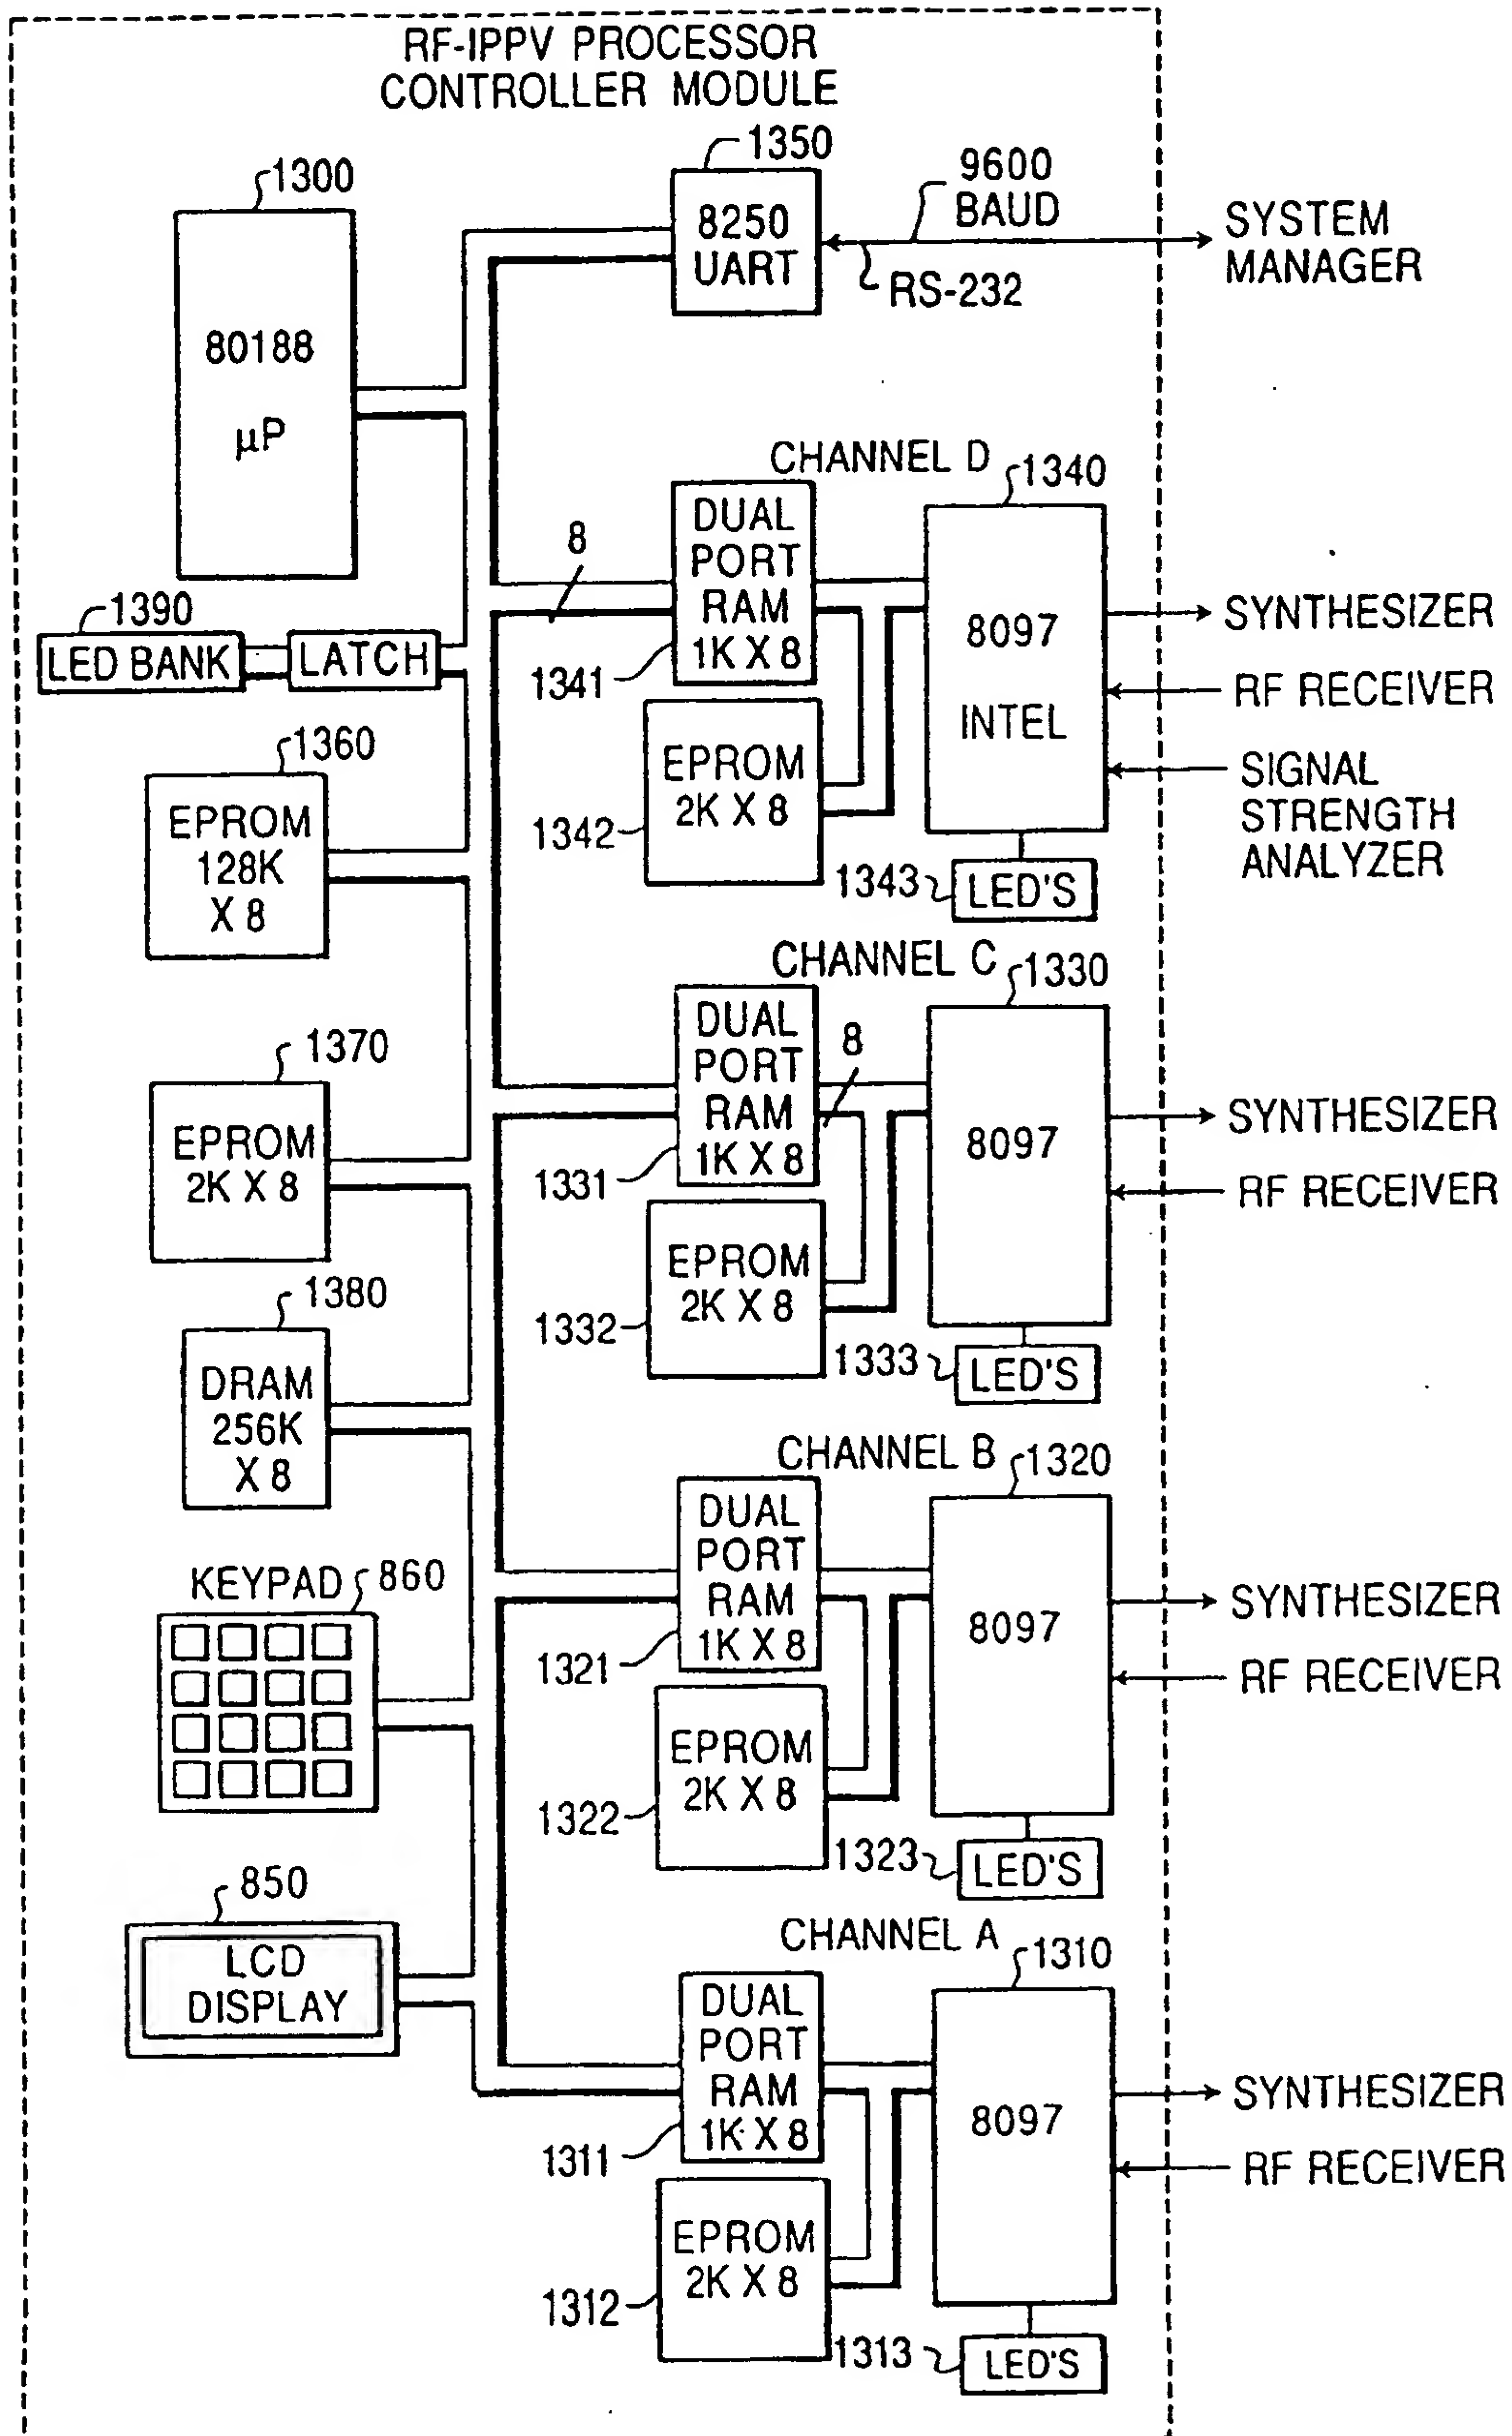 RF-IPPV PROCESSOR
CONTROLLER MODULE
1300
80188
μP
1350
8250
UART
9600
BAUD
RS-232
SYSTEM
MANAGER
1390
LED BANK
LATCH
1360
EPROM
128K
X 8
1370
EPROM
2K X 8
1380
DRAM
256K
X 8
KEYPAD
860
850
LCD
DISPLAY
CHANNEL D
1340
8
DUAL
PORT
RAM
1K X 8
1341
8097
INTEL
EPROM
2K X 8
1342
1343
LED'S
SYNTHESIZER
RF RECEIVER
SIGNAL
STRENGTH
ANALYZER
CHANNEL C
1330
DUAL
PORT
RAM
1K X 8
8
1331
8097
EPROM
2K X 8
1332
1333
LED'S
SYNTHESIZER
RF RECEIVER
CHANNEL B
1320
DUAL
PORT
RAM
1K X 8
1321
8097
EPROM
2K X 8
1322
1323
LED'S
SYNTHESIZER
RF RECEIVER
CHANNEL A
1310
DUAL
PORT
RAM
1K X 8
1311
8097
EPROM
2K X 8
1312
1313
LED'S
SYNTHESIZER
RF RECEIVER